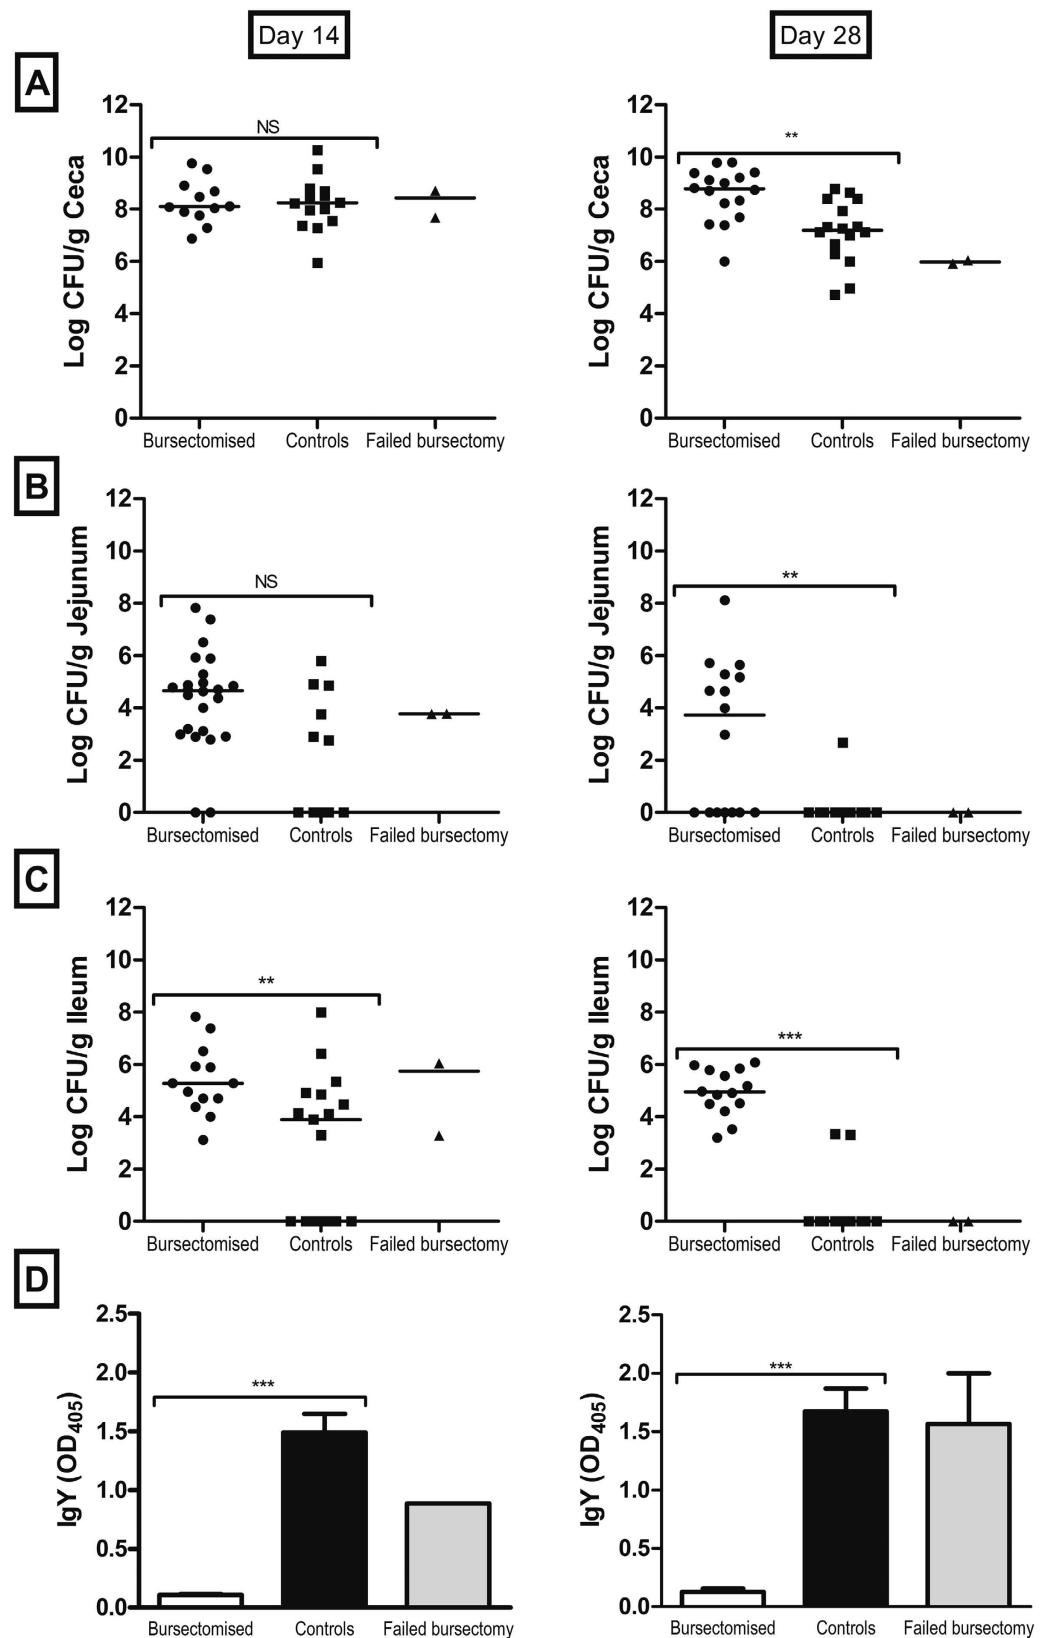 Day 14
Day 28
A
Log CFU/g Ceca
12
10
8
6
4
2
0
NS
Bursectomised Controls Failed bursectomy
Log CFU/g Ceca
12
10
8
6
4
2
0
**
Bursectomised Controls Failed bursectomy
B
Log CFU/g Jejunum
12
10
8
6
4
2
0
NS
Bursectomised Controls Failed bursectomy
Log CFU/g Jejunum
12
10
8
6
4
2
0
**
Bursectomised Controls Failed bursectomy
C
Log CFU/g Ileum
12
10
8
6
4
2
0
**
Bursectomised Controls Failed bursectomy
Log CFU/g Ileum
12
10
8
6
4
2
0
***
Bursectomised Controls Failed bursectomy
D
IgY (OD405)
2.5
2.0
1.5
1.0
0.5
0.0
***
Bursectomised Controls Failed bursectomy
IgY (OD405)
2.5
2.0
1.5
1.0
0.5
0.0
***
Bursectomised Controls Failed bursectomy